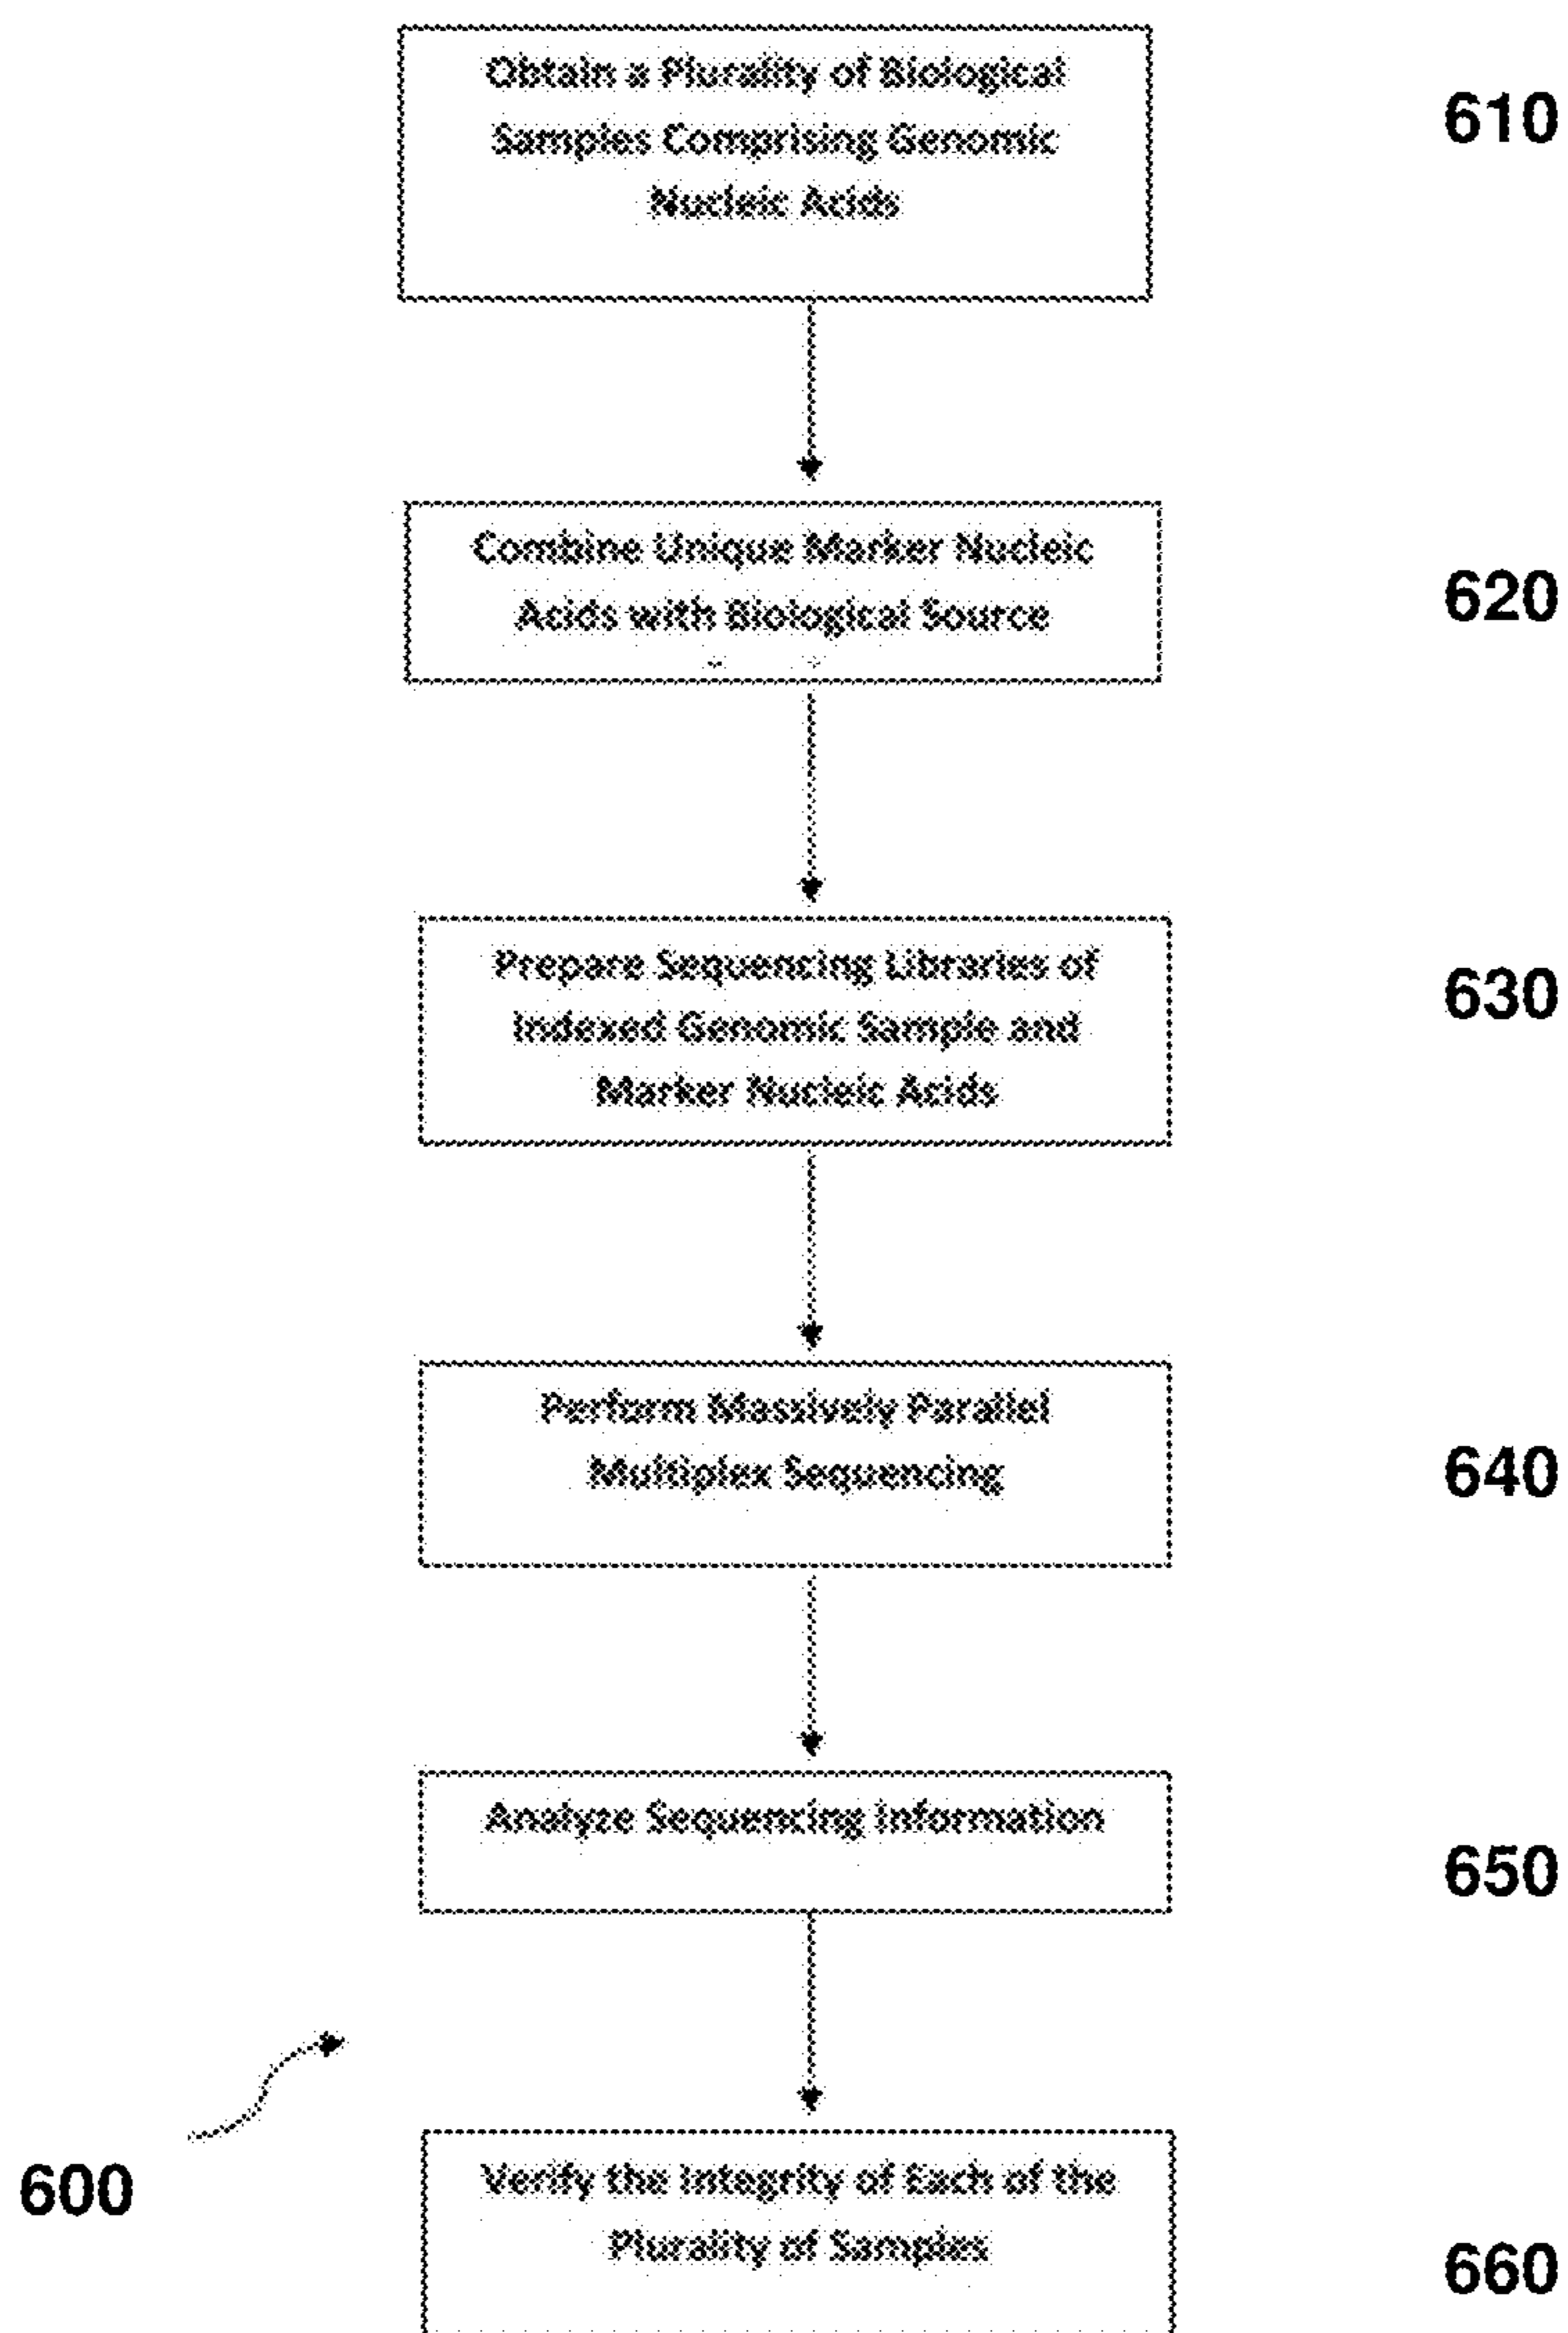 Obtain a Plurality of Biological
Samples Comprising Genomic
Nucleic Acids
610
Combine Unique Marker Nucleic
Acids with Biological Source
620
Prepare Sequencing Libraries of
Indexed Genomic Sample and
Marker Nucleic Acids
630
Perform Massively Parallel
Multiplex Sequencing
640
Analyze Sequencing Information
650
600
Verify the Integrity of Each of the
Plurality of Samples
660